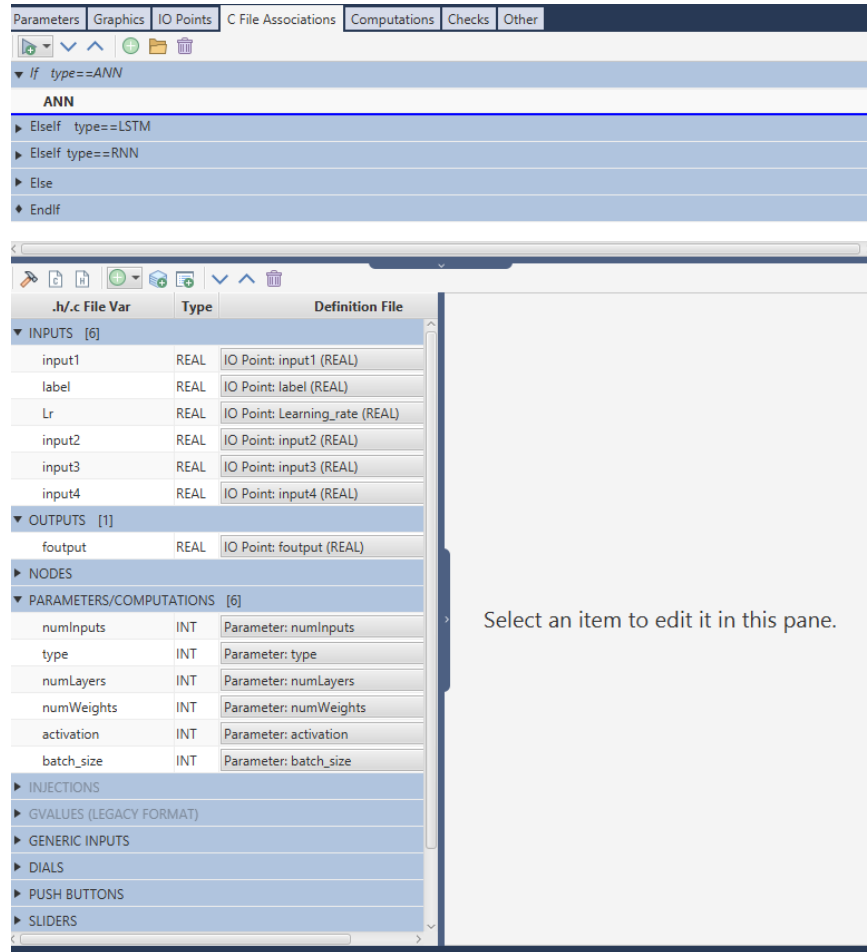 Parameters Graphics IO Points C File Associations Computations Checks Other
If type==ANN
ANN
ElseIf type==LSTM
ElseIf type==RNN
Else
EndIf
C H
.h/.c File Var Type Definition File
INPUTS [6]
input1 REAL IO Point: input1 (REAL)
label REAL IO Point: label (REAL)
Lr REAL IO Point: Learning_rate (REAL)
input2 REAL IO Point: input2 (REAL)
input3 REAL IO Point: input3 (REAL)
input4 REAL IO Point: input4 (REAL)
OUTPUTS [1]
foutput REAL IO Point: foutput (REAL)
NODES
PARAMETERS/COMPUTATIONS [6]
numInputs INT Parameter: numInputs
type INT Parameter: type
numLayers INT Parameter: numLayers
numWeights INT Parameter: numWeights
activation INT Parameter: activation
batch_size INT Parameter: batch_size
INJECTIONS
GVALUES (LEGACY FORMAT)
GENERIC INPUTS
DIALS
PUSH BUTTONS
SLIDERS
Select an item to edit it in this pane.